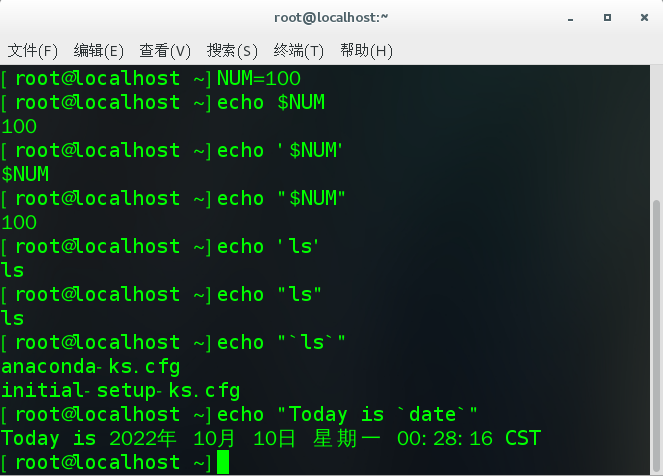 root@localhost:~
文件(F) 编辑(E) 查看(V) 搜索(S) 终端(T) 帮助(H)
[root@localhost ~]NUM=100
[root@localhost ~]echo $NUM
100
[root@localhost ~]echo '$NUM'
$NUM
[root@localhost ~]echo "$NUM"
100
[root@localhost ~]echo 'ls'
ls
[root@localhost ~]echo "ls"
ls
[root@localhost ~]echo "`ls`"
anaconda-ks.cfg
initial-setup-ks.cfg
[root@localhost ~]echo "Today is `date`"
Today is 2022年 10月 10日 星期一 00:28:16 CST
[root@localhost ~]